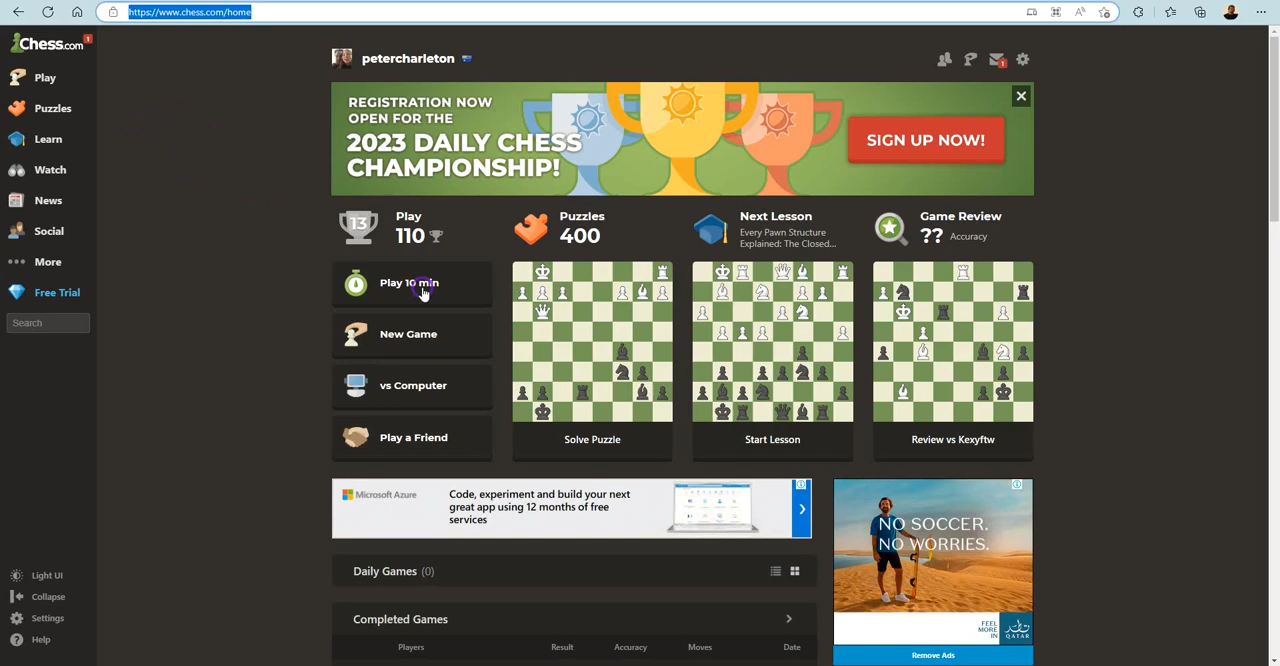 https://www.chess.com/home
Chess.com
1
Play
Puzzles
Learn
Watch
News
Social
More
Free Trial
Search
Light UI
Collapse
Settings
Help
petercharleton
1
REGISTRATION NOW
OPEN FOR THE
2023 DAILY CHESS
CHAMPIONSHIP!
SIGN UP NOW!
13
Play
110
Puzzles
400
Next Lesson
Every Pawn Structure
Explained: The Closed...
Game Review
?? Accuracy
Play 10 min
New Game
vs Computer
Play a Friend
Solve Puzzle
Start Lesson
Review vs Kexyftw
Microsoft Azure
Code, experiment and build your next
great app using 12 months of free
services
NO SOCCER.
NO WORRIES.
FEEL
MORE
IN
QATAR
Remove Ads
Daily Games (0)
Completed Games
Players Result Accuracy Moves Date